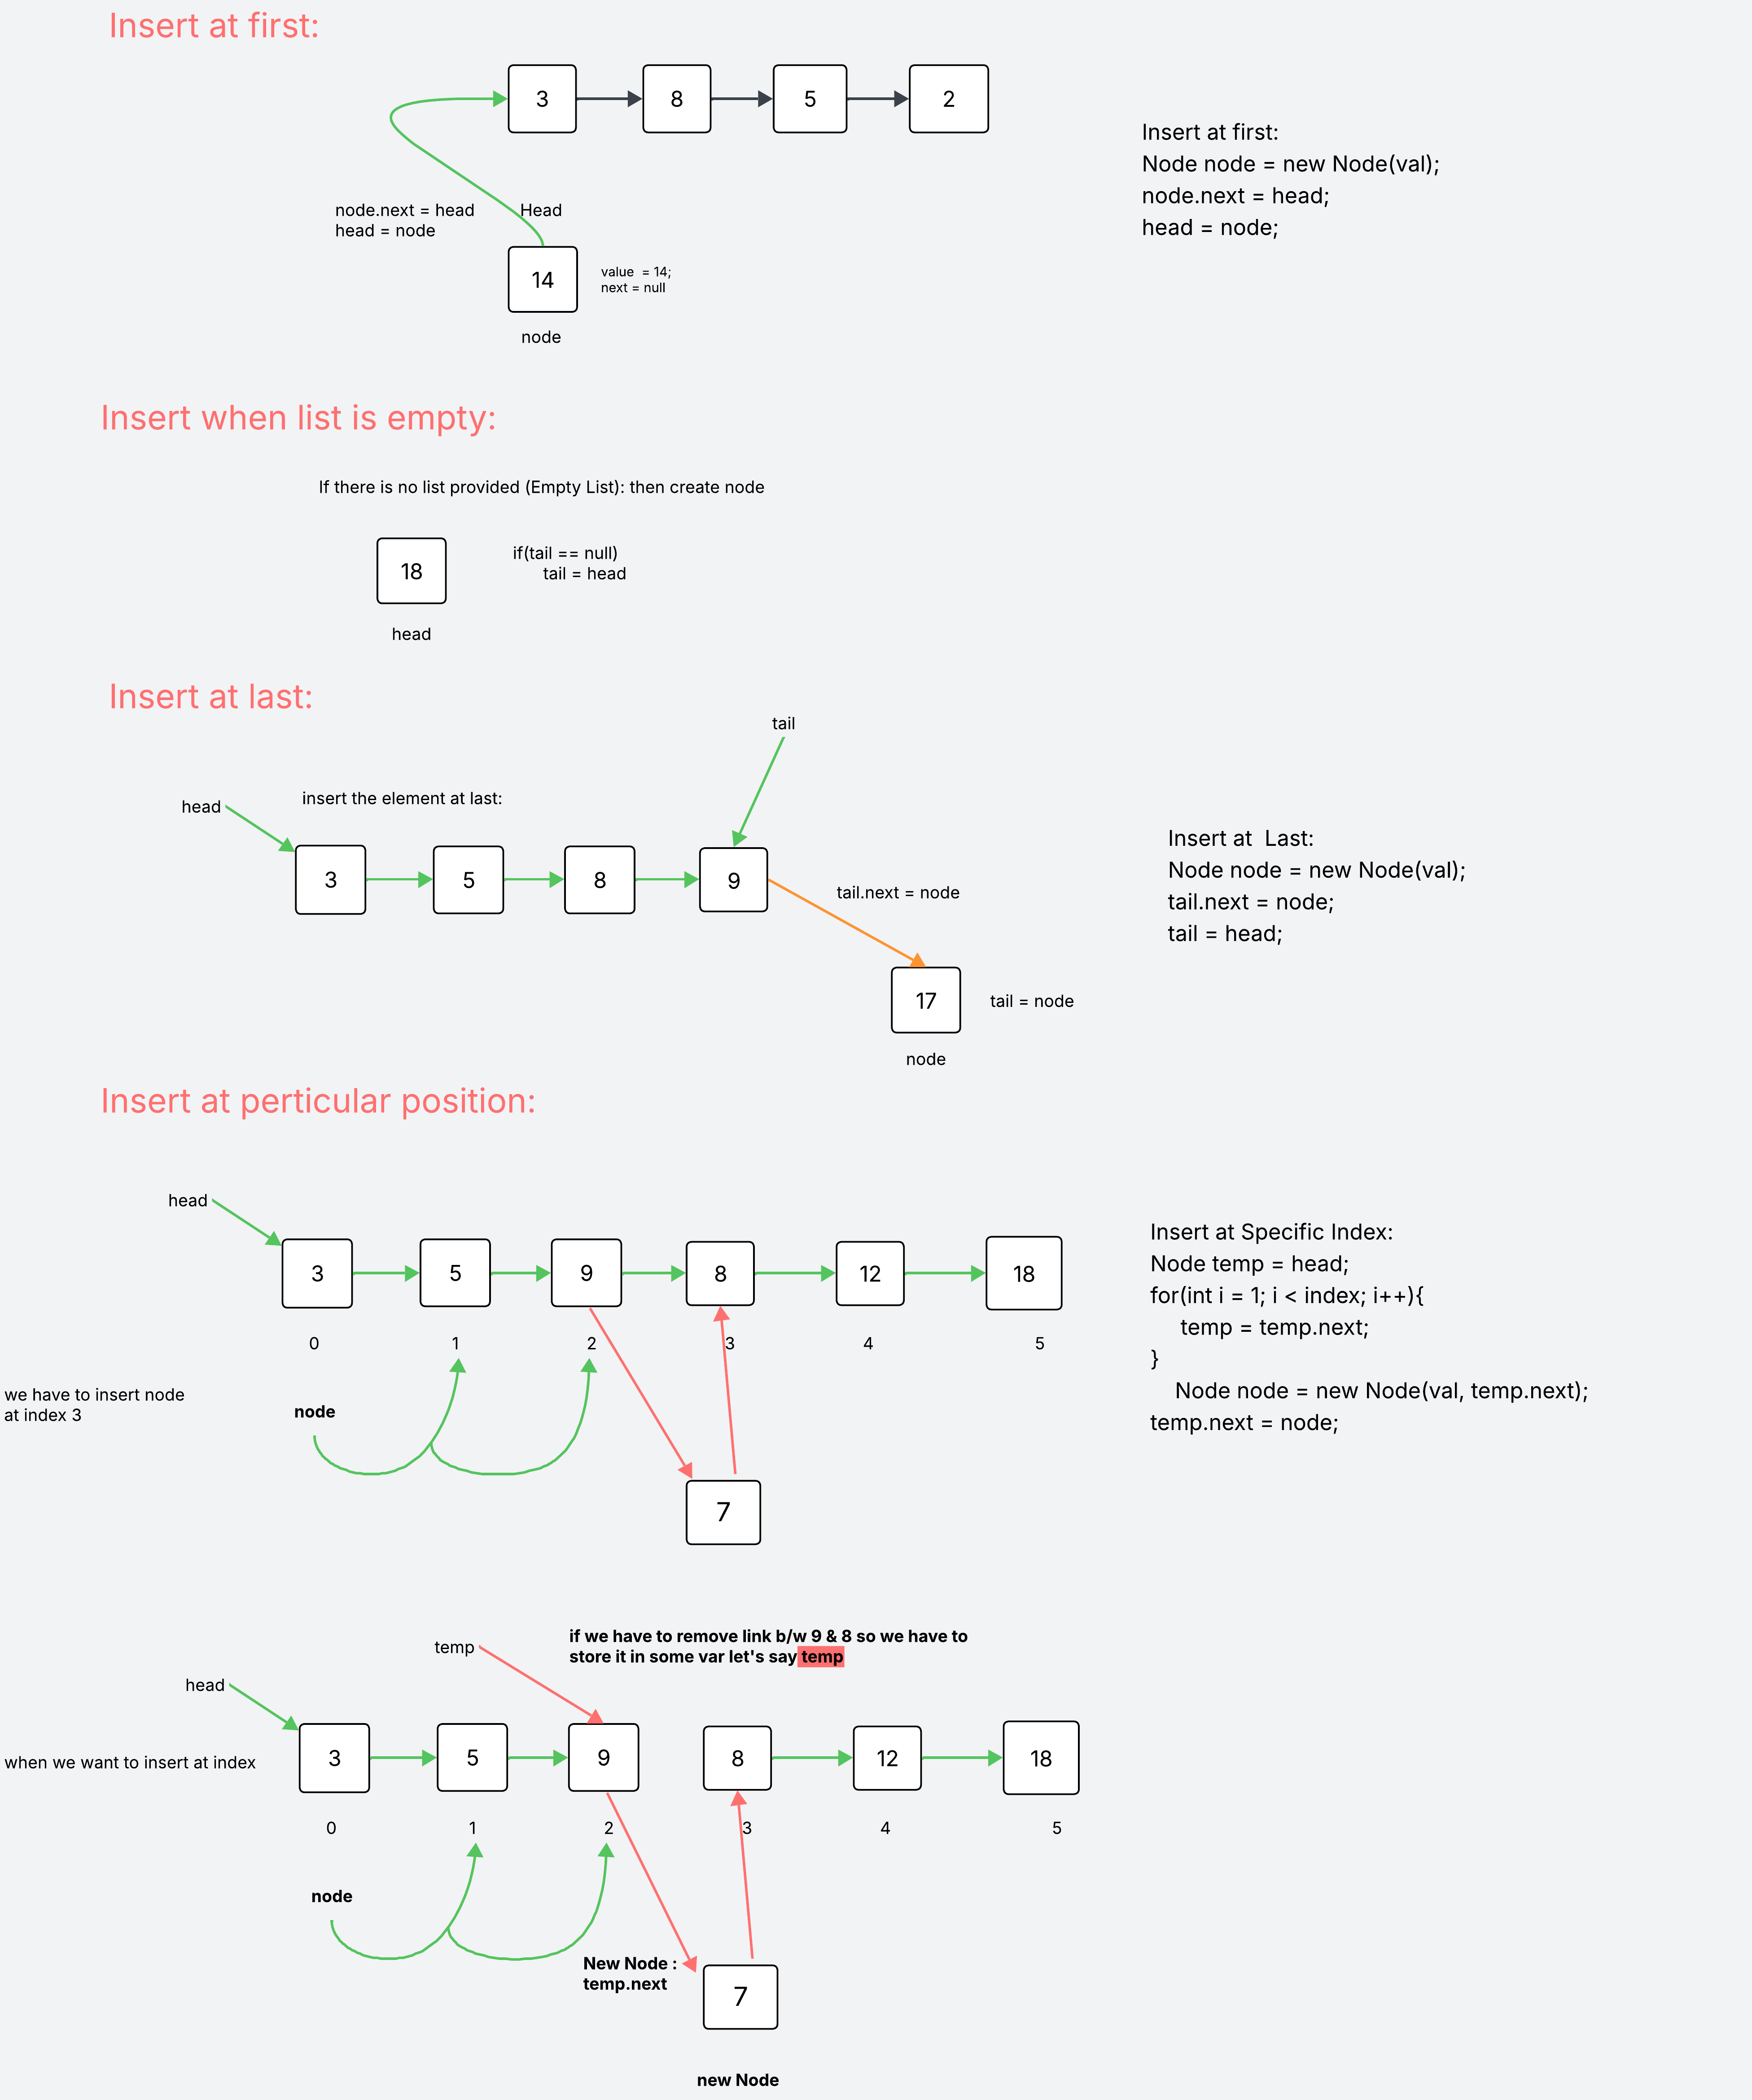 Insert at first:
3
8
5
2
Insert at first:
Node node = new Node(val);
node.next = head;
head = node;
node.next = head
head = node
Head
14
value  = 14;
next = null
node
Insert when list is empty:
If there is no list provided (Empty List): then create node
18
if(tail == null)
tail = head
head
Insert at last:
tail
head
insert the element at last:
3
5
8
9
tail.next = node
17
tail = node
node
Insert at  Last:
Node node = new Node(val);
tail.next = node;
tail = head;
Insert at perticular position:
head
3
5
9
8
12
18
0
1
2
3
4
5
we have to insert node
at index 3
node
7
Insert at Specific Index:
Node temp = head;
for(int i = 1; i < index; i++){
temp = temp.next;
}
Node node = new Node(val, temp.next);
temp.next = node;
if we have to remove link b/w 9 & 8 so we have to
store it in some var let's say temp
temp
head
when we want to insert at index
3
5
9
8
12
18
0
1
2
3
4
5
node
New Node :
temp.next
7
new Node